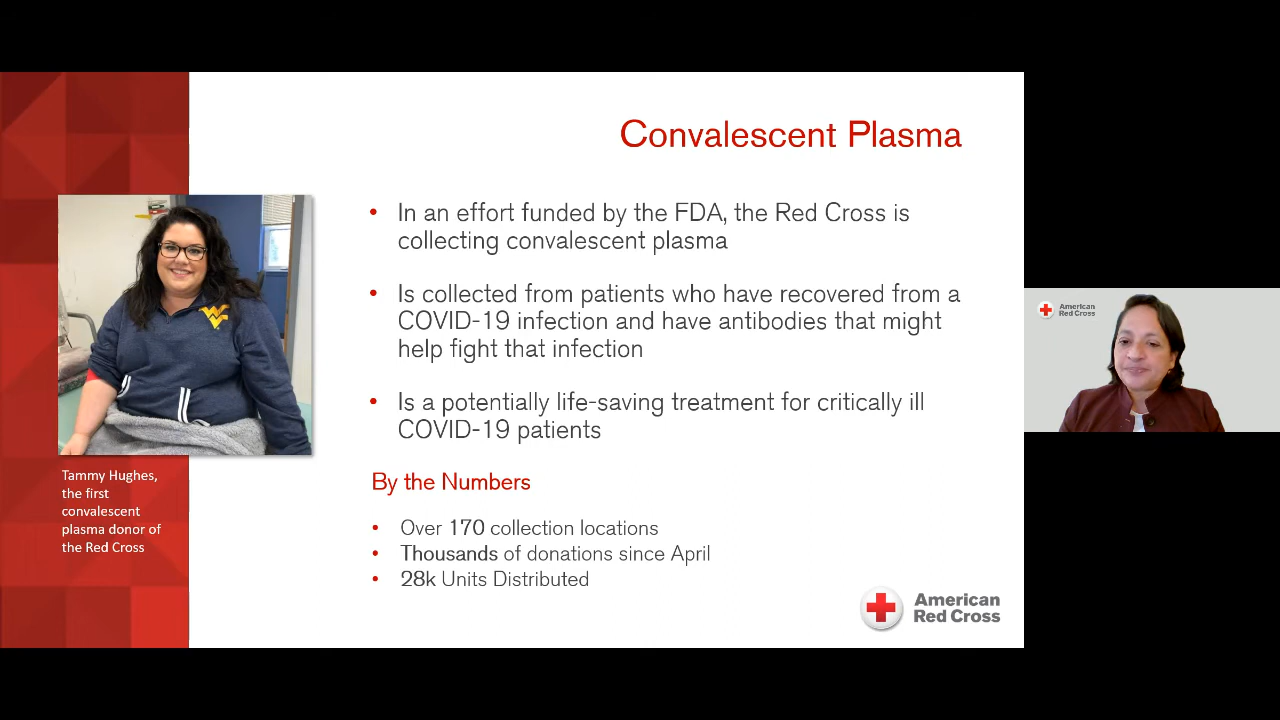 Convalescent Plasma
• In an effort funded by the FDA, the Red Cross is
collecting convalescent plasma
• Is collected from patients who have recovered from a
COVID-19 infection and have antibodies that might
help fight that infection
• Is a potentially life-saving treatment for critically ill
COVID-19 patients
By the Numbers
• Over 170 collection locations
• Thousands of donations since April
• 28k Units Distributed
WV
Tammy Hughes,
the first
convalescent
plasma donor of
the Red Cross
American
Red Cross
American
Red Cross